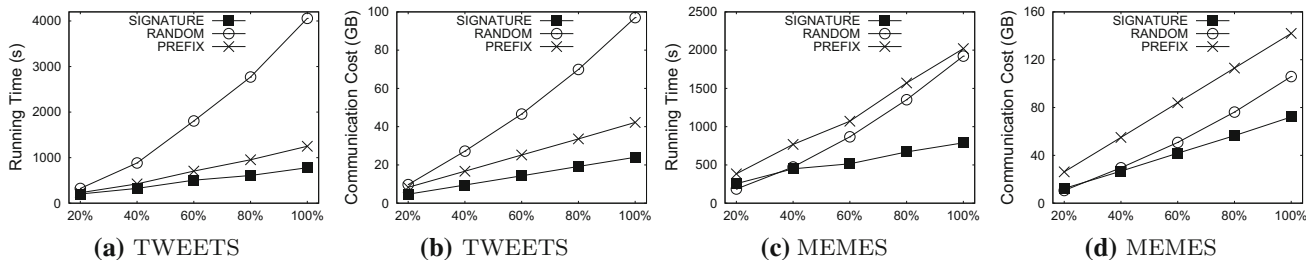 Running Time (s)
4000
3000
2000
1000
0
20% 40% 60% 80% 100%
SIGNATURE
RANDOM
PREFIX
(a) TWEETS
Communication Cost (GB)
100
80
60
40
20
0
20% 40% 60% 80% 100%
SIGNATURE
RANDOM
PREFIX
(b) TWEETS
Running Time (s)
2500
2000
1500
1000
500
0
20% 40% 60% 80% 100%
SIGNATURE
RANDOM
PREFIX
(c) MEMES
Communication Cost (GB)
160
120
80
40
0
20% 40% 60% 80% 100%
SIGNATURE
RANDOM
PREFIX
(d) MEMES